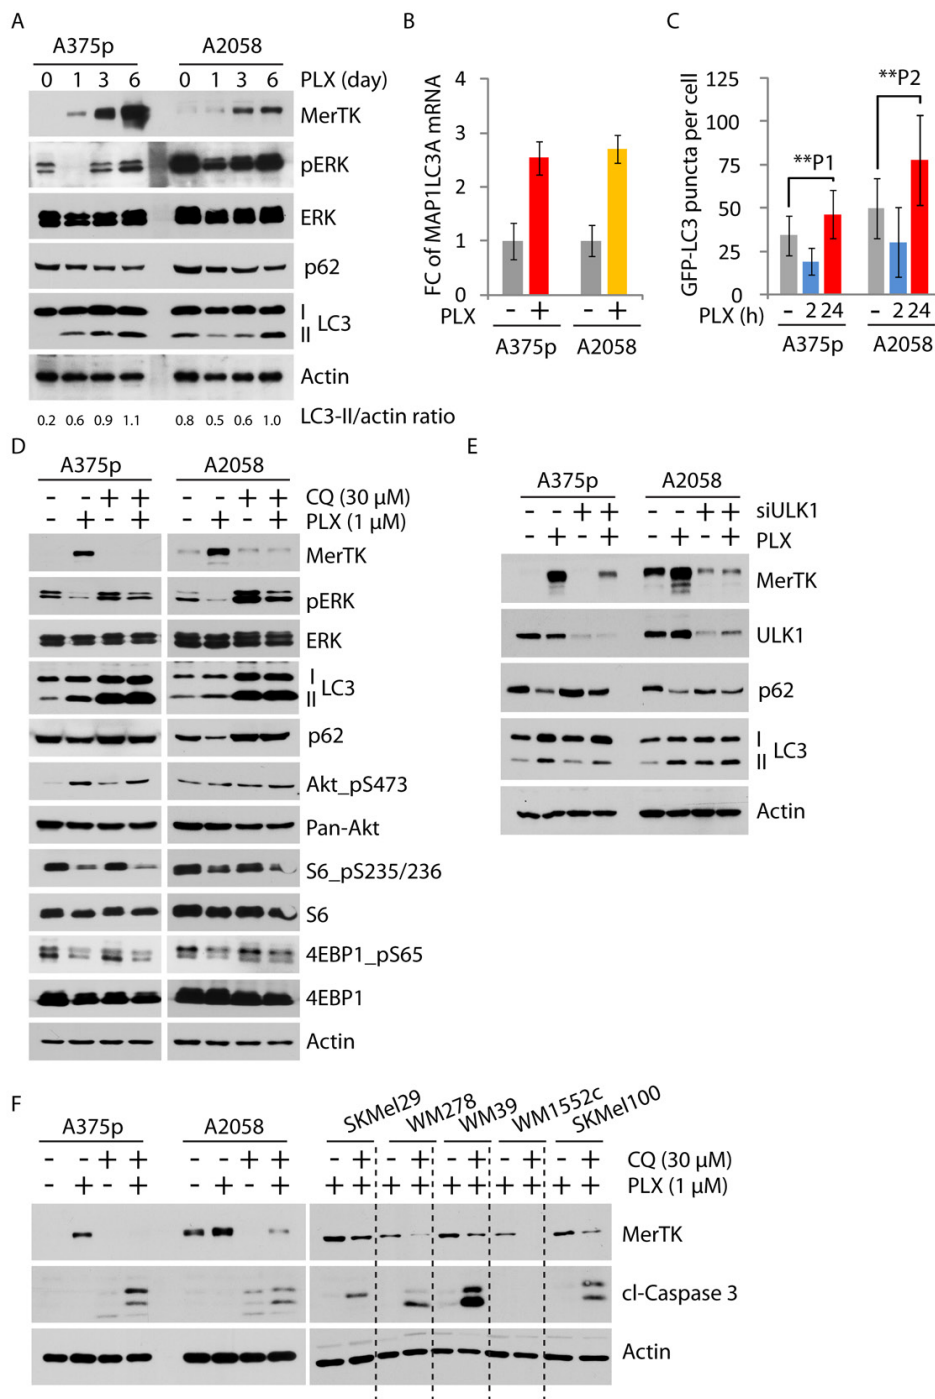 A
A375p A2058
0 1 3 6 0 1 3 6 PLX (day)
MerTK
pERK
ERK
p62
I
II LC3
Actin
0.2 0.6 0.9 1.1 0.8 0.5 0.6 1.0 LC3-II/actin ratio
B
FC of MAP1LC3A mRNA
4
3
2
1
0
PLX - + - +
A375p A2058
C
GFP-LC3 puncta per cell
125
100
75
50
25
0
**P1
**P2
PLX (h) - 2 24 - 2 24
A375p A2058
D
A375p A2058
- - + + - - + + CQ (30 µM)
- + - + - + - + PLX (1 µM)
MerTK
pERK
ERK
I
II LC3
p62
Akt_pS473
Pan-Akt
S6_pS235/236
S6
4EBP1_pS65
4EBP1
Actin
E
A375p A2058
- - + + - - + + siULK1
- + - + - + - + PLX
MerTK
ULK1
p62
I
II LC3
Actin
F
A375p A2058 SKMel29 WM278 WM39 WM1552c SKMel100
- - + + - - + + - + - + - + - + - + CQ (30 µM)
- + - + - + - + + + + + + + + + + + PLX (1 µM)
MerTK
cl-Caspase 3
Actin